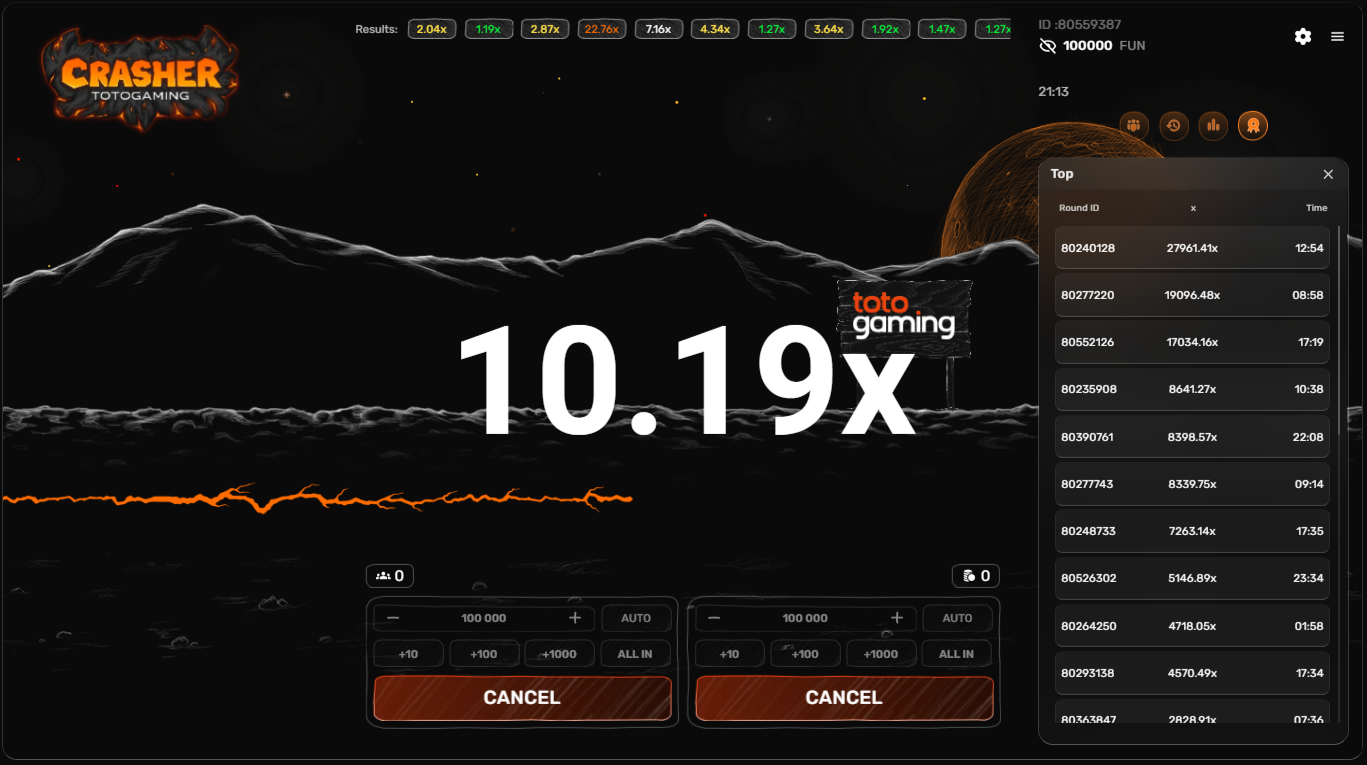 Results: 2.04x 1.19x 2.87x 22.76x 7.16x 4.34x 1.27x 3.64x 1.92x 1.47x 1.27x
ID :80559387
100000 FUN
CRASHER
TOTOGAMING
21:13
Top
Round ID x Time
80240128 27961.41x 12:54
80277220 19096.48x 08:58
80552126 17034.16x 17:19
80235908 8641.27x 10:38
80390761 8398.57x 22:08
80277743 8339.75x 09:14
80248733 7263.14x 17:35
80526302 5146.89x 23:34
80264250 4718.05x 01:58
80293138 4570.49x 17:34
80363847 2828.91x 07:36
toto
gaming
10.19x
0 0
100 000 AUTO
+10 +100 +1000 ALL IN
CANCEL
100 000 AUTO
+10 +100 +1000 ALL IN
CANCEL